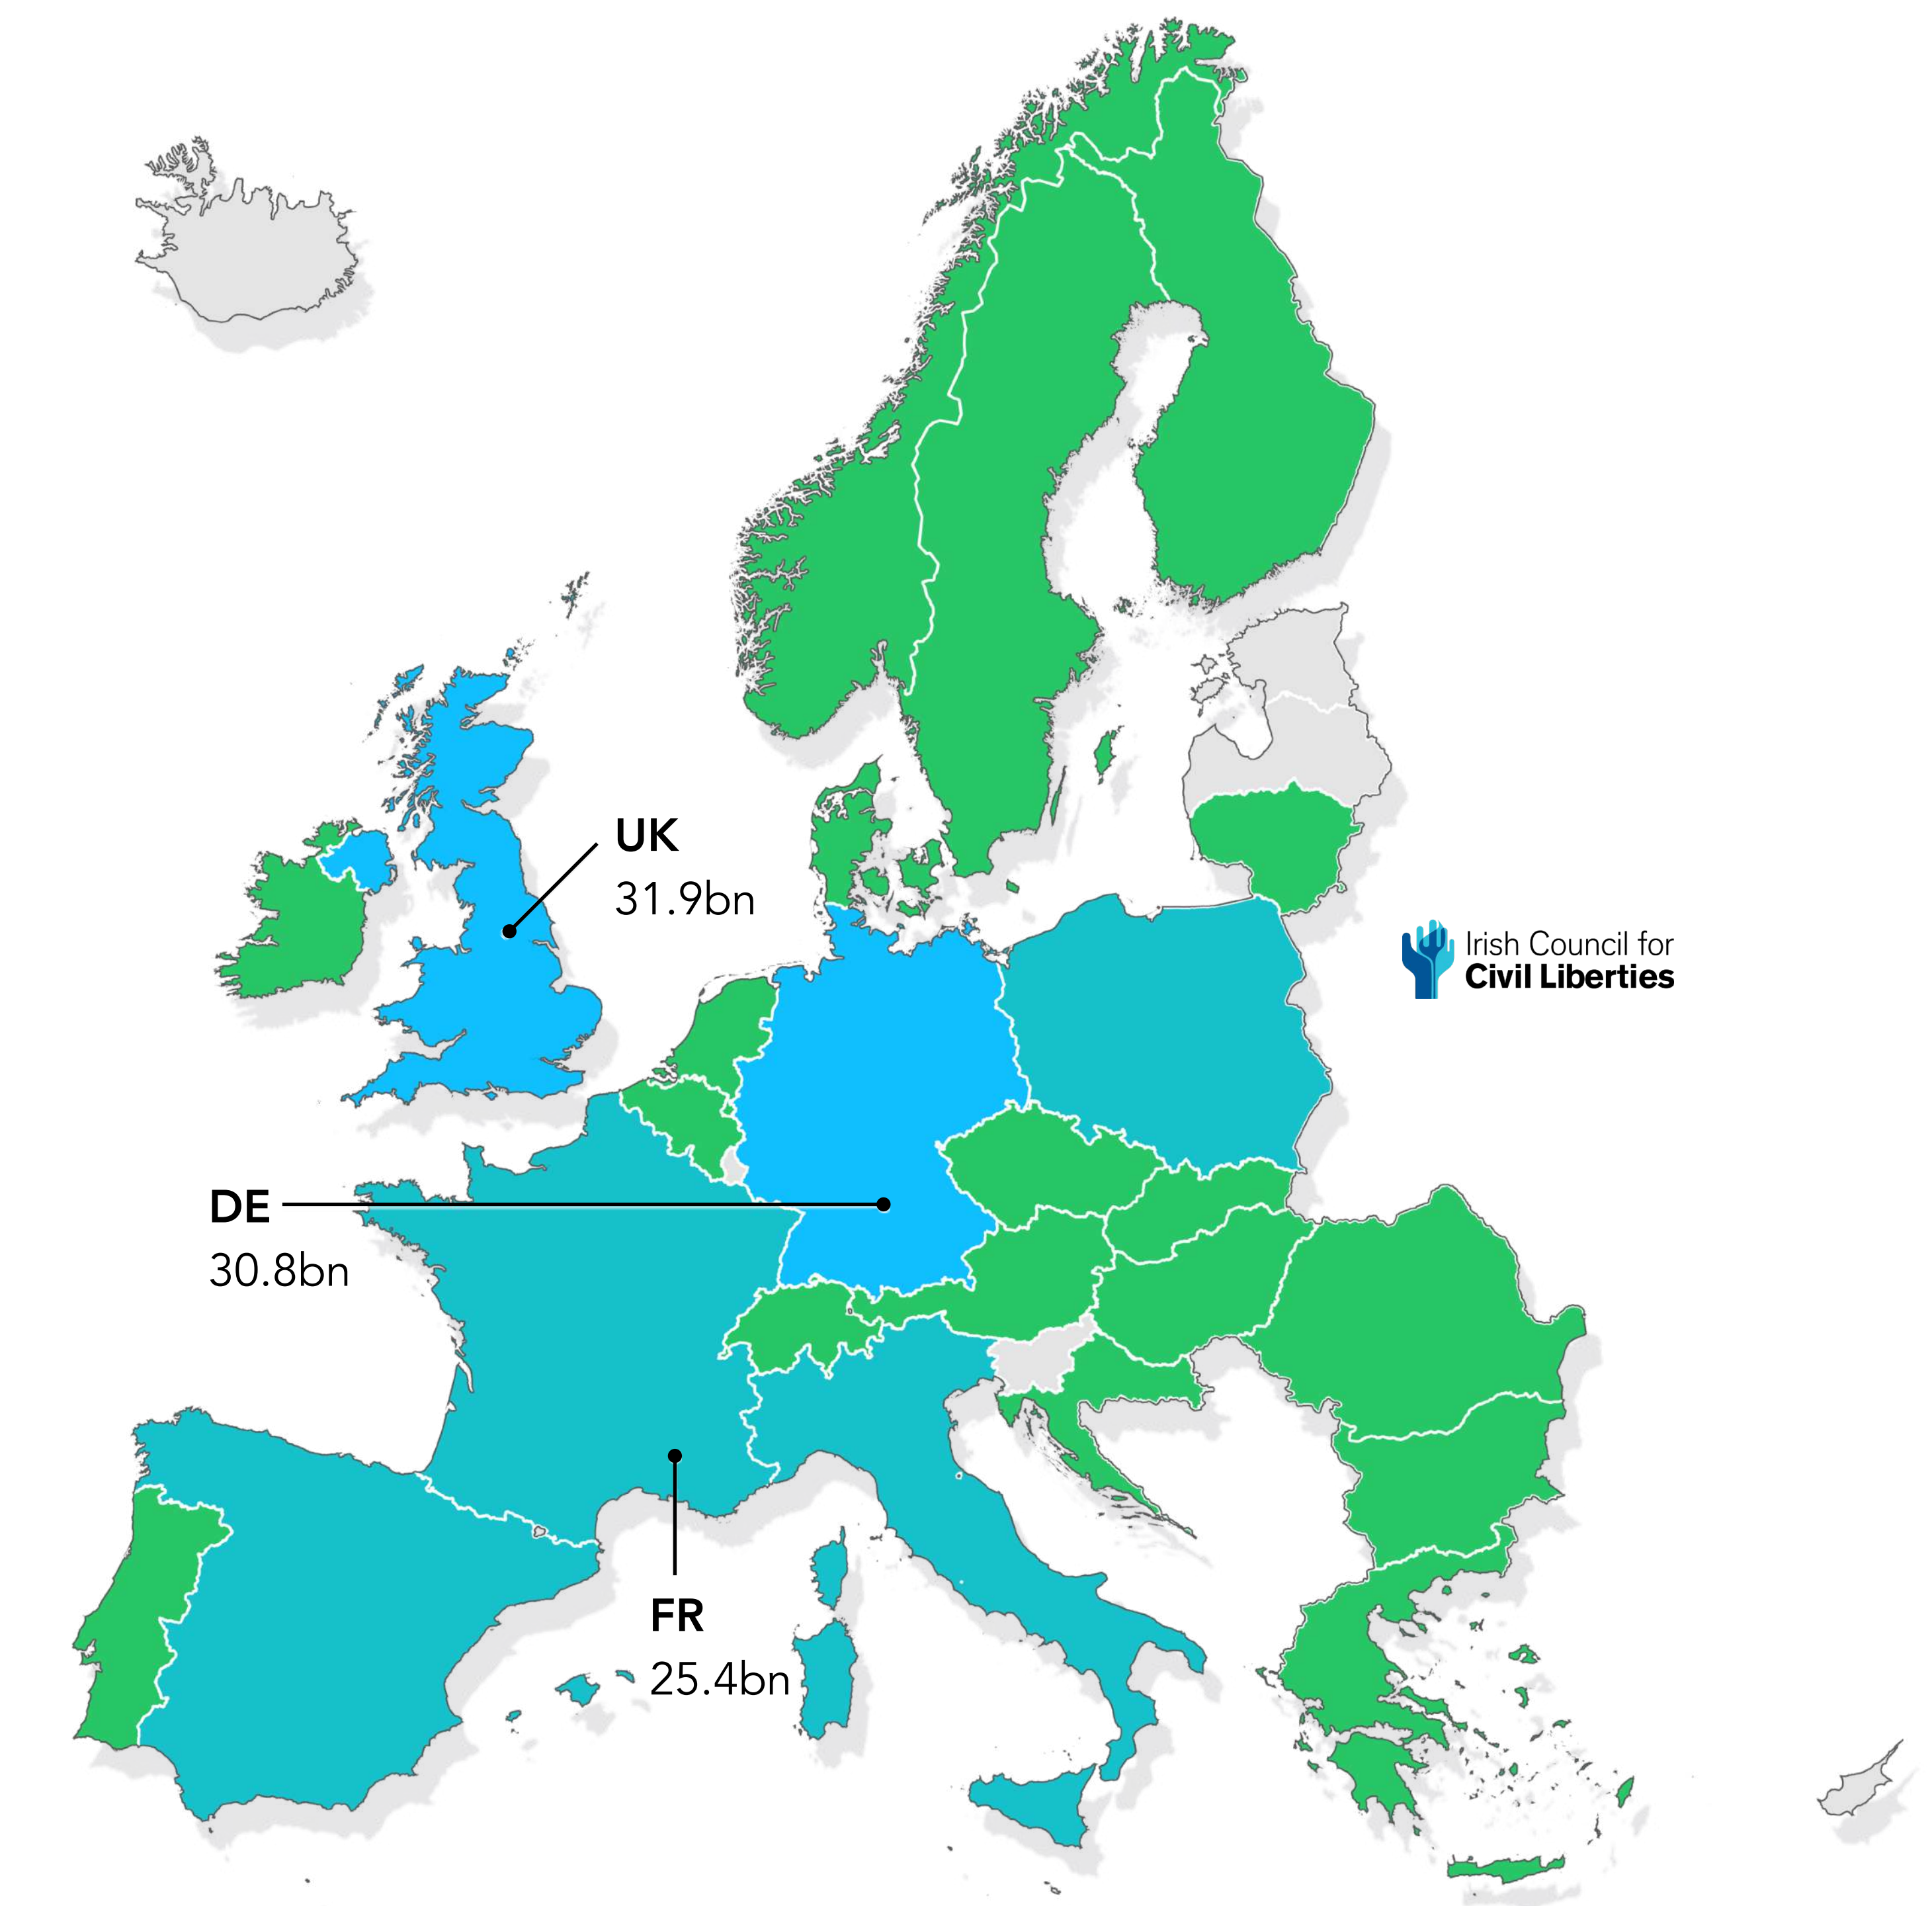 UK
31.9bn
Irish Council for
Civil Liberties
DE
30.8bn
FR
25.4bn